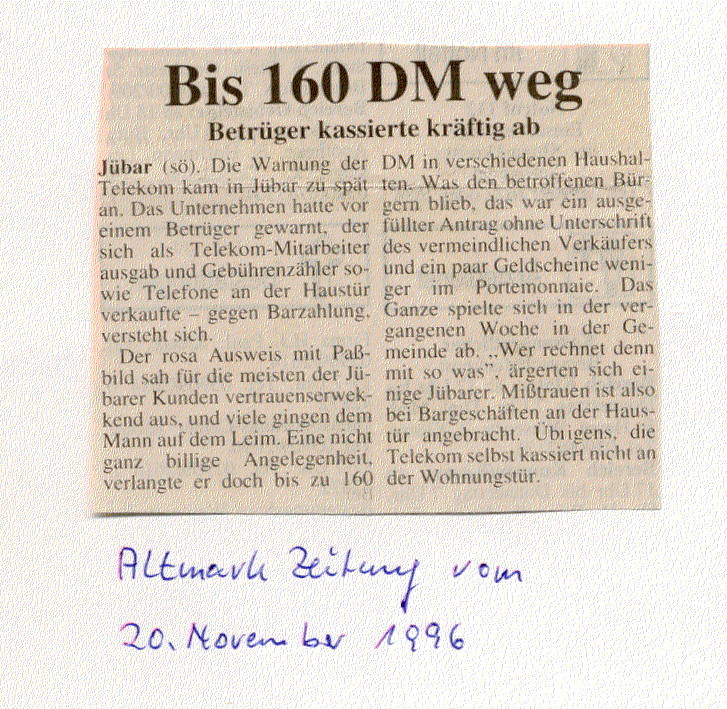 Bis 160 DM weg
Betrüger kassierte kräftig ab
Jübar (sö). Die Warnung der
Telekom kam in Jübar zu spät
an. Das Unternehmen hatte vor
einem Betrüger gewarnt, der
sich als Telekom-Mitarbeiter
ausgab und Gebührenzähler so-
wie Telefone an der Haustür
verkaufte – gegen Barzahlung,
versteht sich.
Der rosa Ausweis mit Paß-
bild sah für die meisten der Jü-
barer Kunden vertrauenserwek-
kend aus, und viele gingen dem
Mann auf dem Leim. Eine nicht
ganz billige Angelegenheit,
verlangte er doch bis zu 160
DM in verschiedenen Haushal-
ten. Was den betroffenen Bür-
gern blieb, das war ein ausge-
füllter Antrag ohne Unterschrift
des vermeindlichen Verkäufers
und ein paar Geldscheine weni-
ger im Portemonnaie. Das
Ganze spielte sich in der ver-
gangenen Woche in der Ge-
meinde ab. „Wer rechnet denn
mit so was”, ärgerten sich ei-
nige Jübarer. Mißtrauen ist also
bei Bargeschäften an der Haus-
tür angebracht. Übrigens, die
Telekom selbst kassiert nicht an
der Wohnungstür.
Altmark Zeitung vom
20. November 1996